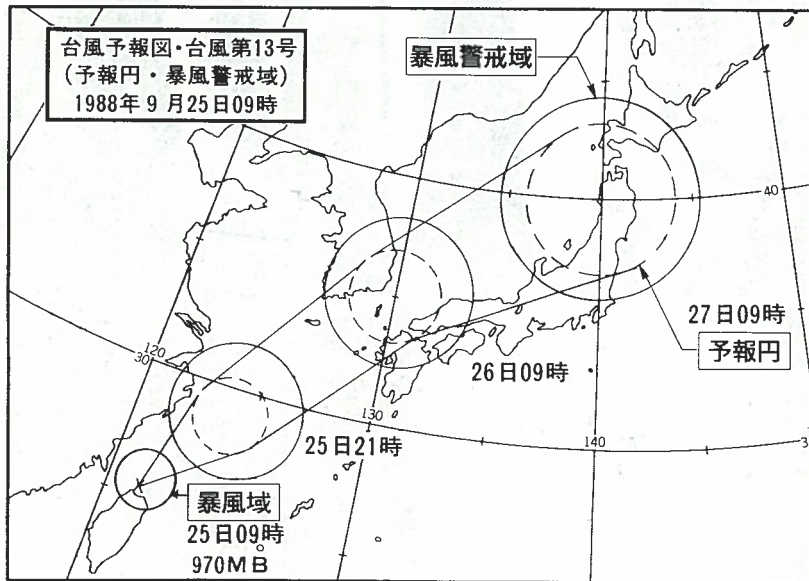 台風予報図・台風第13号
(予報円・暴風警戒域)
1988年9月25日09時
暴風警戒域
40
27日09時
予報円
120
30
26日09時
130
25日21時
140
3
暴風域
25日09時
970MB